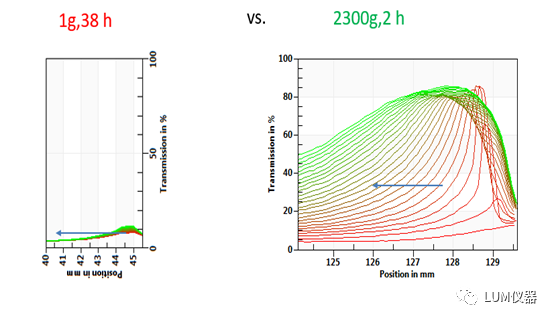 1g,38 h
vs.
2300g,2 h
100
50
0
Transmission in %
40 41 42 43 44 45
Position in mm
100
80
60
40
20
0
Transmission in %
125 126 127 128 129
Position in mm
LUM仪器